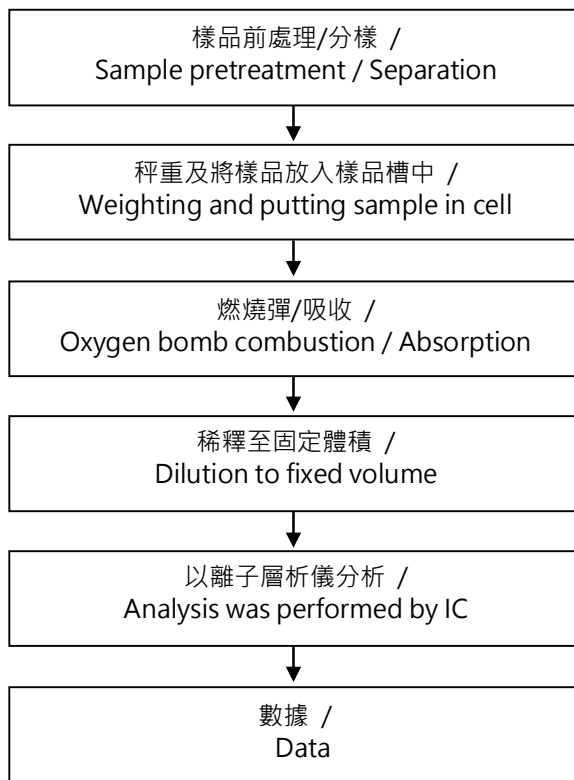 樣品前處理/分樣 /
Sample pretreatment / Separation
秤重及將樣品放入樣品槽中 /
Weighting and putting sample in cell
燃燒彈/吸收 /
Oxygen bomb combustion / Absorption
稀釋至固定體積 /
Dilution to fixed volume
以離子層析儀分析 /
Analysis was performed by IC
數據 /
Data